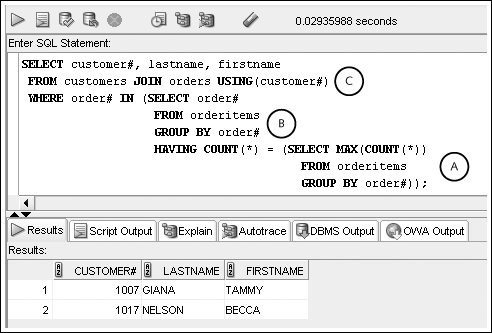 0.02935988 seconds
Enter SQL Statement:
SELECT customer#, lastname, firstname
FROM customers JOIN orders USING(customer#)
C
WHERE order# IN (SELECT order#
FROM orderitems
B
GROUP BY order#
HAVING COUNT(*) = (SELECT MAX(COUNT(*))
A
FROM orderitems
GROUP BY order#));
Results Script Output Explain Autotrace DBMS Output OWA Output
Results:
CUSTOMER# LASTNAME FIRSTNAME
1 1007 GIANA TAMMY
2 1017 NELSON BECCA